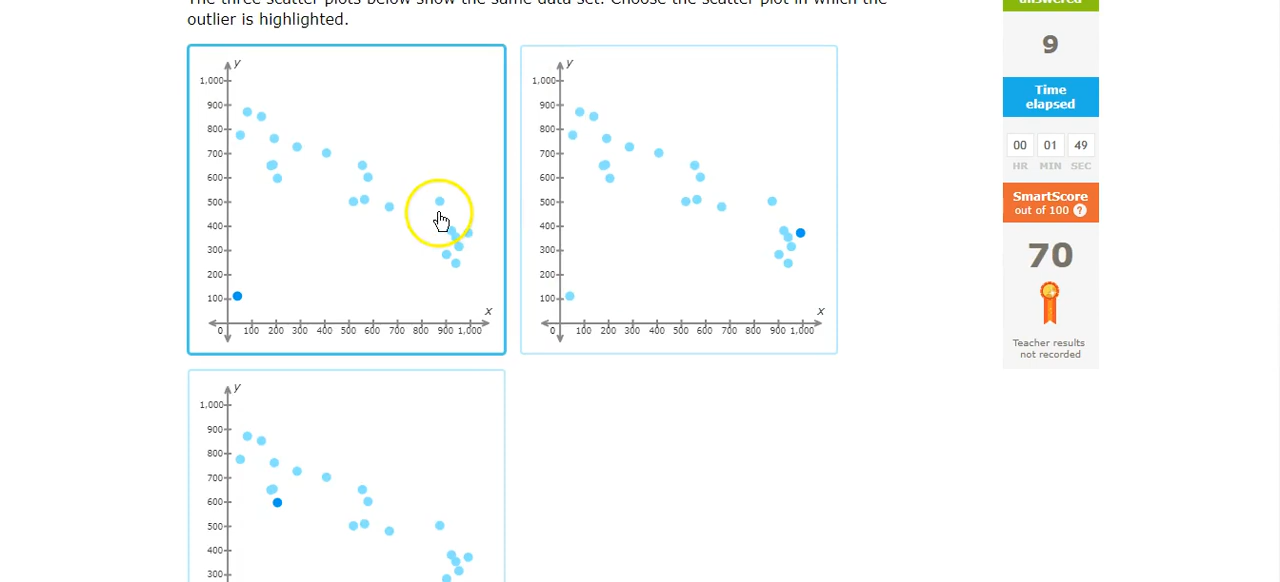 The three scatter plots below show the same data set. Choose the scatter plot in which the
outlier is highlighted.
y
1,000
900
800
700
600
500
400
300
200
100
0 100 200 300 400 500 600 700 800 900 1,000
x
y
1,000
900
800
700
600
500
400
300
200
100
0 100 200 300 400 500 600 700 800 900 1,000
x
y
1,000
900
800
700
600
500
400
300
answered
9
Time
elapsed
00 01 49
HR MIN SEC
SmartScore
out of 100 ?
70
Teacher results
not recorded